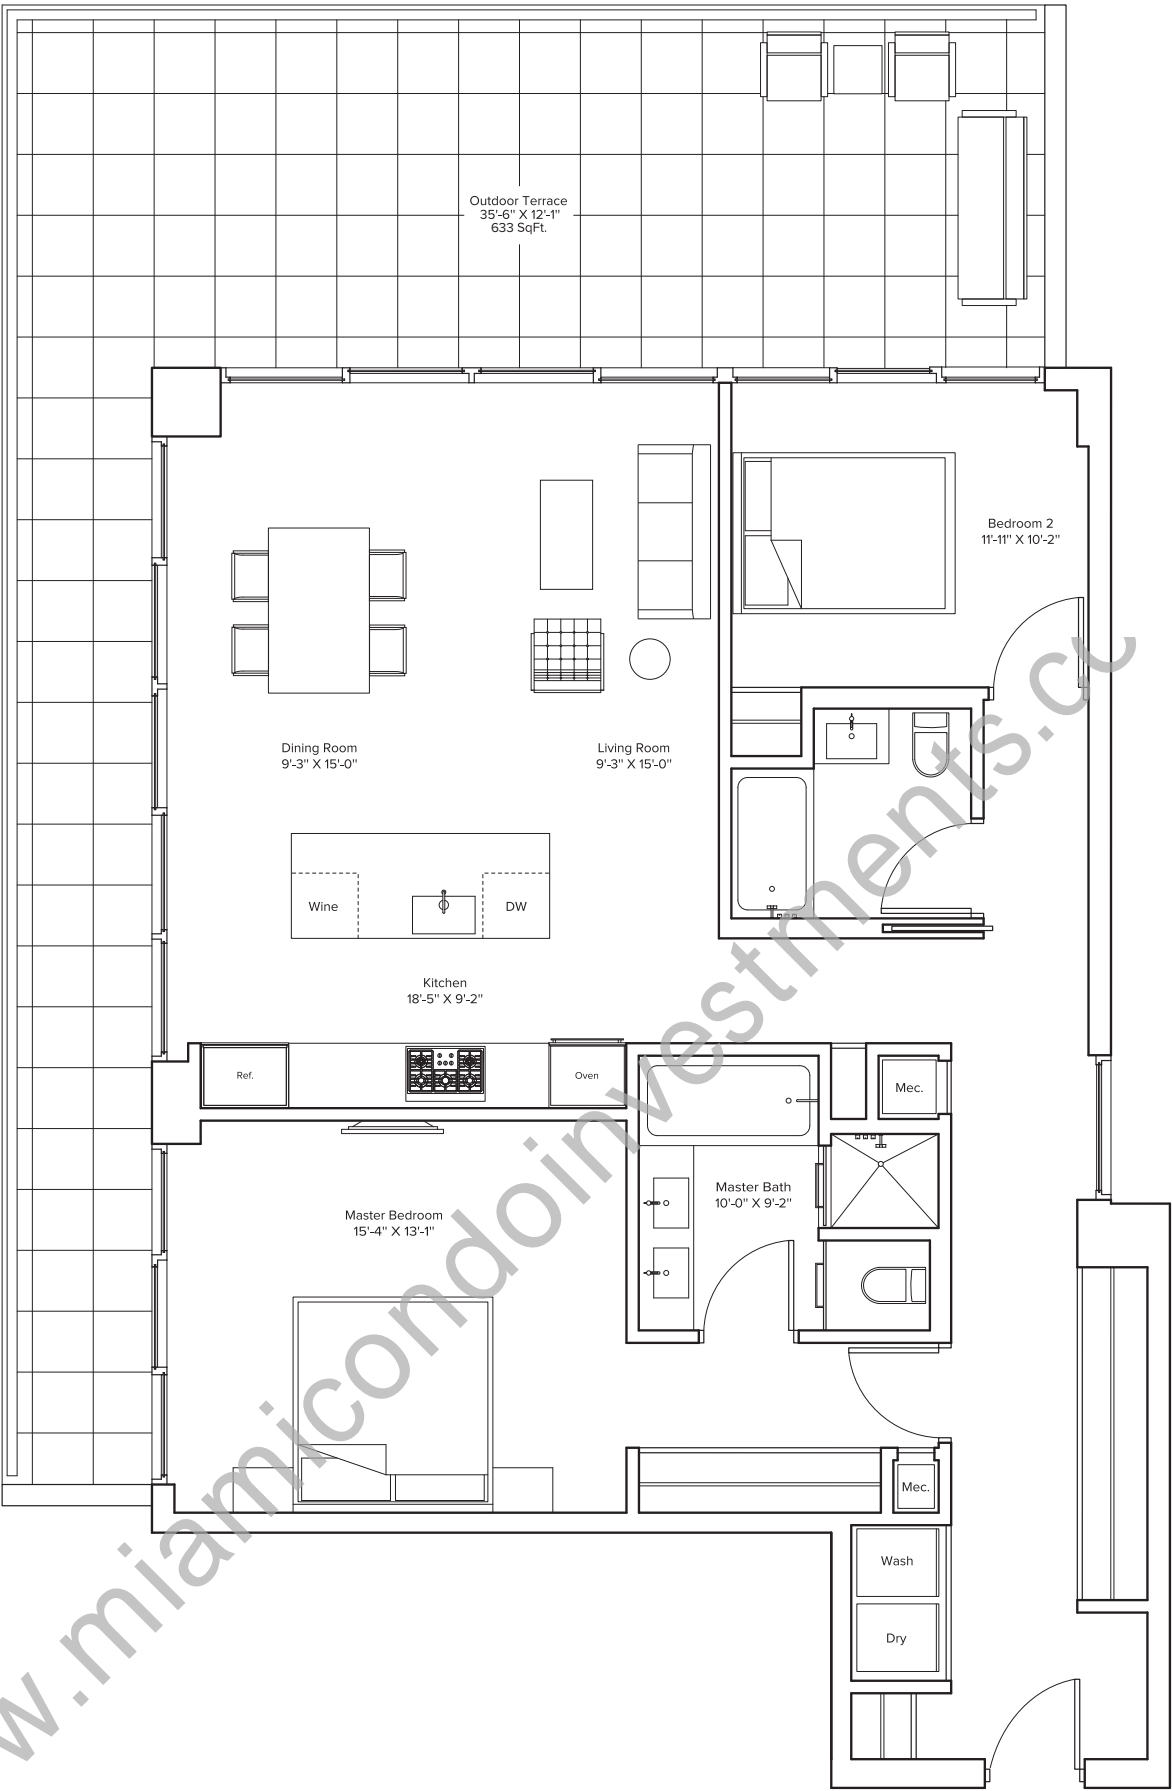 Outdoor Terrace
35'-6" X 12'-1"
633 SqFt.
Bedroom 2
11'-11" X 10'-2"
Dining Room
9'-3" X 15'-0"
Living Room
9'-3" X 15'-0"
Wine
DW
Kitchen
18'-5" X 9'-2"
Ref.
Oven
Mec.
Master Bath
10'-0" X 9'-2"
Master Bedroom
15'-4" X 13'-1"
Mec.
Wash
Dry
w.miamicondoinvestments.co